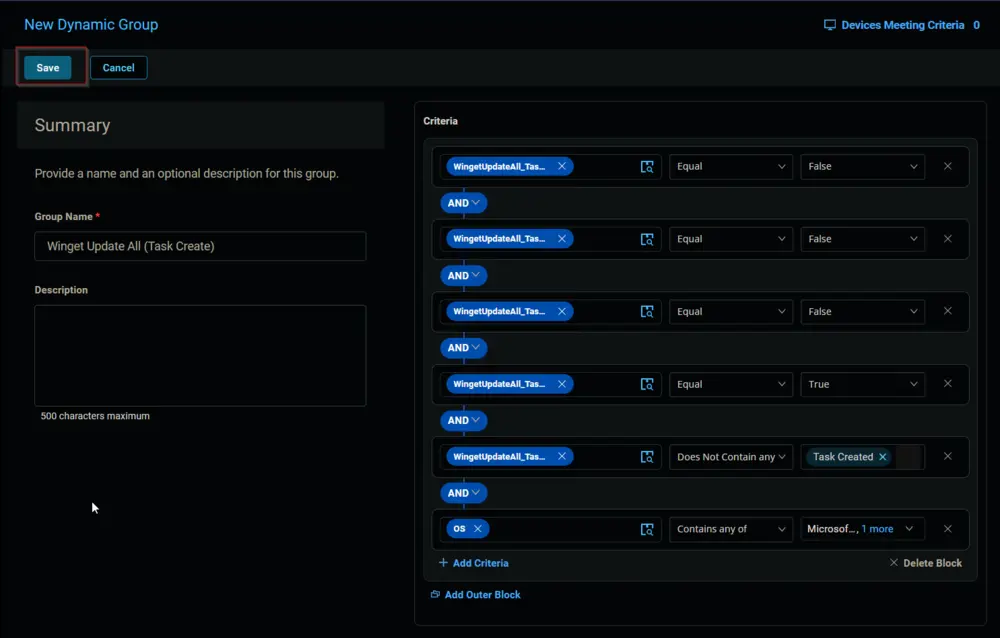 New Dynamic Group
Devices Meeting Criteria 0
Save
Cancel
Summary
Provide a name and an optional description for this group.
Group Name *
Winget Update All (Task Create)
Description
500 characters maximum
Criteria
WingetUpdateAll_Tas... Equal False
AND
WingetUpdateAll_Tas... Equal False
AND
WingetUpdateAll_Tas... Equal False
AND
WingetUpdateAll_Tas... Equal True
AND
WingetUpdateAll_Tas... Does Not Contain any Task Created
AND
OS Contains any of Microsof..., 1 more
Add Criteria
Delete Block
Add Outer Block